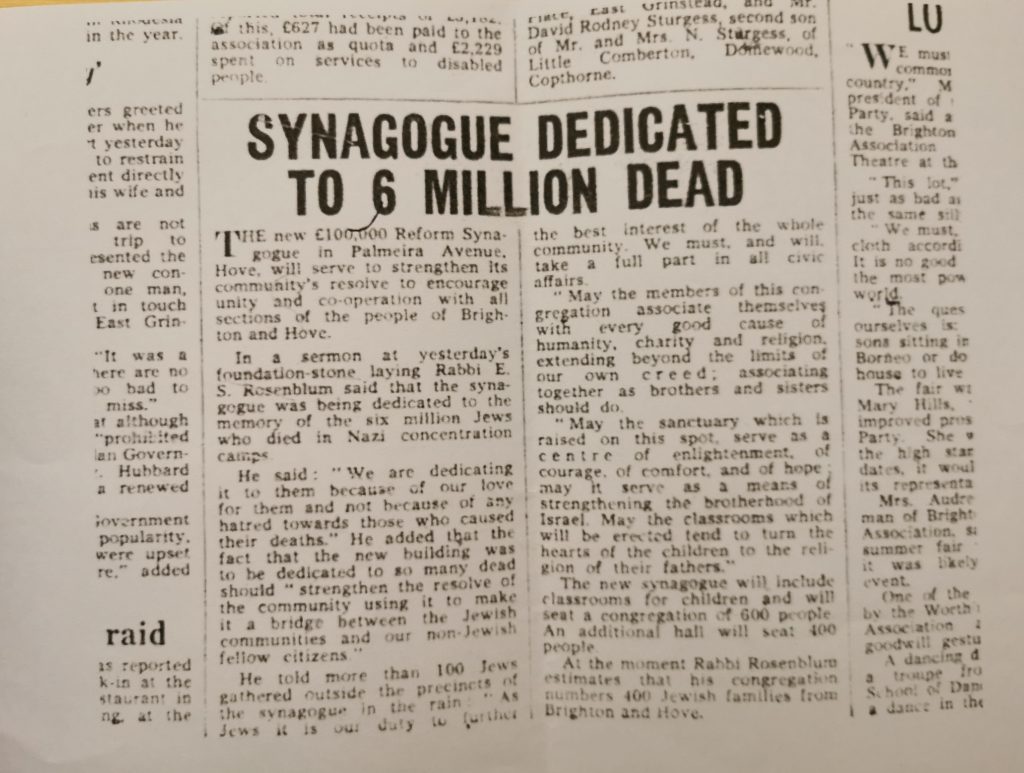 in the year.
'
ers greeted
er when he
yesterday
to restrain
ent directly
his wife and
are not
trip to
esented the
new con-
one man,
t in touch
East Grin-
"It was a
here are no
oo bad to
miss."
at although
"prohibited
an Govern-
. Hubbard
a renewed
overnment
popularity,
were upset
re," added
raid
as reported
k-in at the
staurant in
ng, at the
of this, £627 had been paid to the
association as quota and £2,229
spent on services to disabled
people.
Place, East Grinstead, and Mr.
David Rodney Sturgess, second son
of Mr. and Mrs. N. Sturgess, of
Little Comberton, Domewood,
Copthorne.
SYNAGOGUE DEDICATED
TO 6 MILLION DEAD
THE new £100,000 Reform Syna-
gogue in Palmeira Avenue,
Hove, will serve to strengthen its
community's resolve to encourage
unity and co-operation with all
sections of the people of Brigh-
ton and Hove.
In a sermon at yesterday's
foundation-stone laying Rabbi E.
S. Rosenblum said that the syna-
gogue was being dedicated to the
memory of the six million Jews
who died in Nazi concentration
camps.
He said: "We are dedicating
it to them because of our love
for them and not because of any
hatred towards those who caused
their deaths." He added that the
fact that the new building was
to be dedicated to so many dead
should "strengthen the resolve of
the community using it to make
it a bridge between the Jewish
communities and our non-Jewish
fellow citizens."
He told more than 100 Jews
gathered outside the precincts of
the synagogue in the rain: "As
Jews it is our duty to further
the best interest of the whole
community. We must, and will,
take a full part in all civic
affairs.
"May the members of this con-
gregation associate themselves
with every good cause of
humanity, charity and religion,
extending beyond the limits of
our own creed; associating
together as brothers and sisters
should do.
"May the sanctuary which is
raised on this spot, serve as a
centre of enlightenment, of
courage, of comfort, and of hope;
may it serve as a means of
strengthening the brotherhood of
Israel. May the classrooms which
will be erected tend to turn the
hearts of the children to the reli-
gion of their fathers."
The new synagogue will include
classrooms for children and will
seat a congregation of 600 people.
An additional hall will seat 400
people.
At the moment Rabbi Rosenblum
estimates that his congregation
numbers 400 Jewish families from
Brighton and Hove.
LU
"WE must
common
country," M
president of
Party, said a
the Brighton
Association
Theatre at th
"This lot,"
just as bad as
the same sill
"We must,
cloth accordi
It is no good
the most pow
world.
"The ques
ourselves is:
sons sitting in
Borneo or do
house to live
The fair w
Mary Hills,
improved pros
Party. She w
the high star
dates, it woul
its representa
Mrs. Audre
man of Bright
Association, s
summer fair
it was likely
event.
One of the
by the Worth
Association
goodwill gestu
A dancing d
a troupe fro
School of Danc
a dance in the